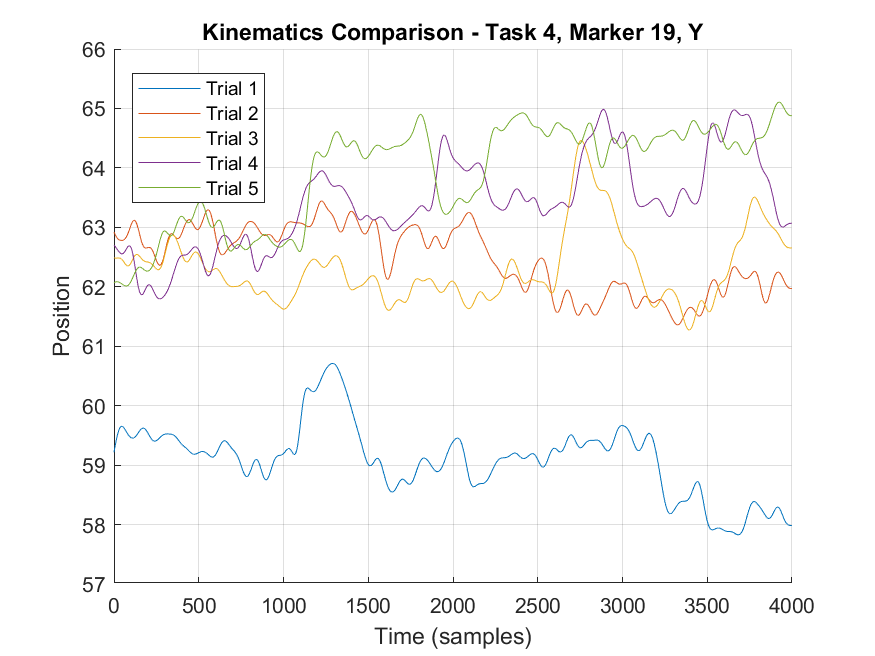 Kinematics Comparison - Task 4, Marker 19, Y
66
65
64
63
62
61
60
59
58
57
Position
Trial 1
Trial 2
Trial 3
Trial 4
Trial 5
0 500 1000 1500 2000 2500 3000 3500 4000
Time (samples)